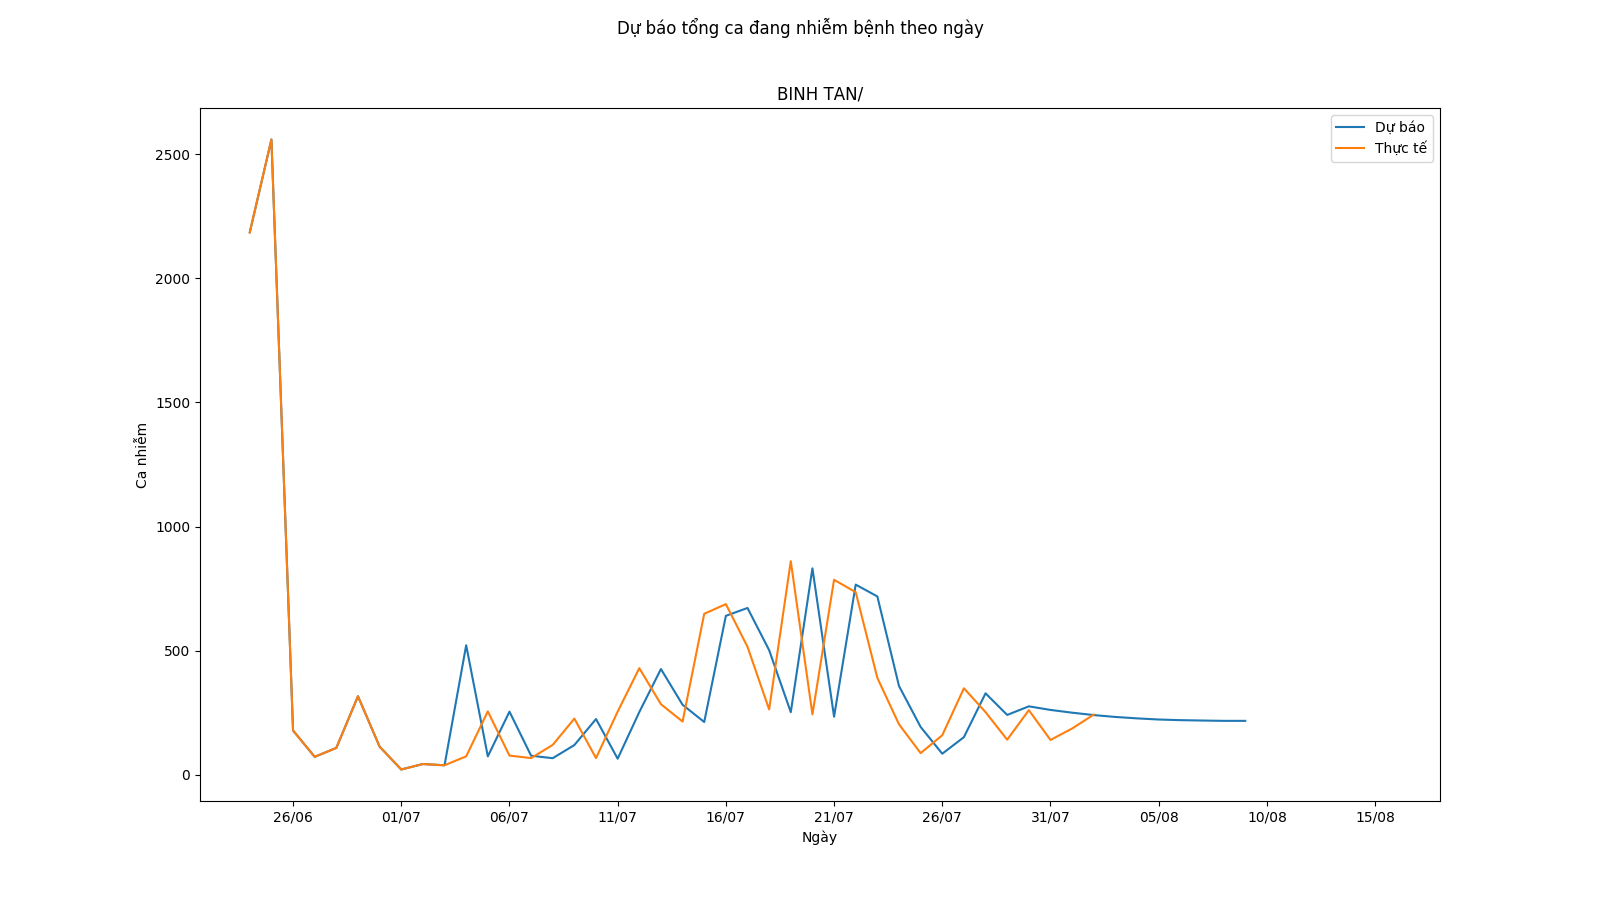 Dự báo tổng ca đang nhiễm bệnh theo ngày
BINH TAN/
Dự báo
Thực tế
2500
2000
1500
1000
500
0
Ca nhiễm
26/06
01/07
06/07
11/07
16/07
21/07
26/07
31/07
05/08
10/08
15/08
Ngày